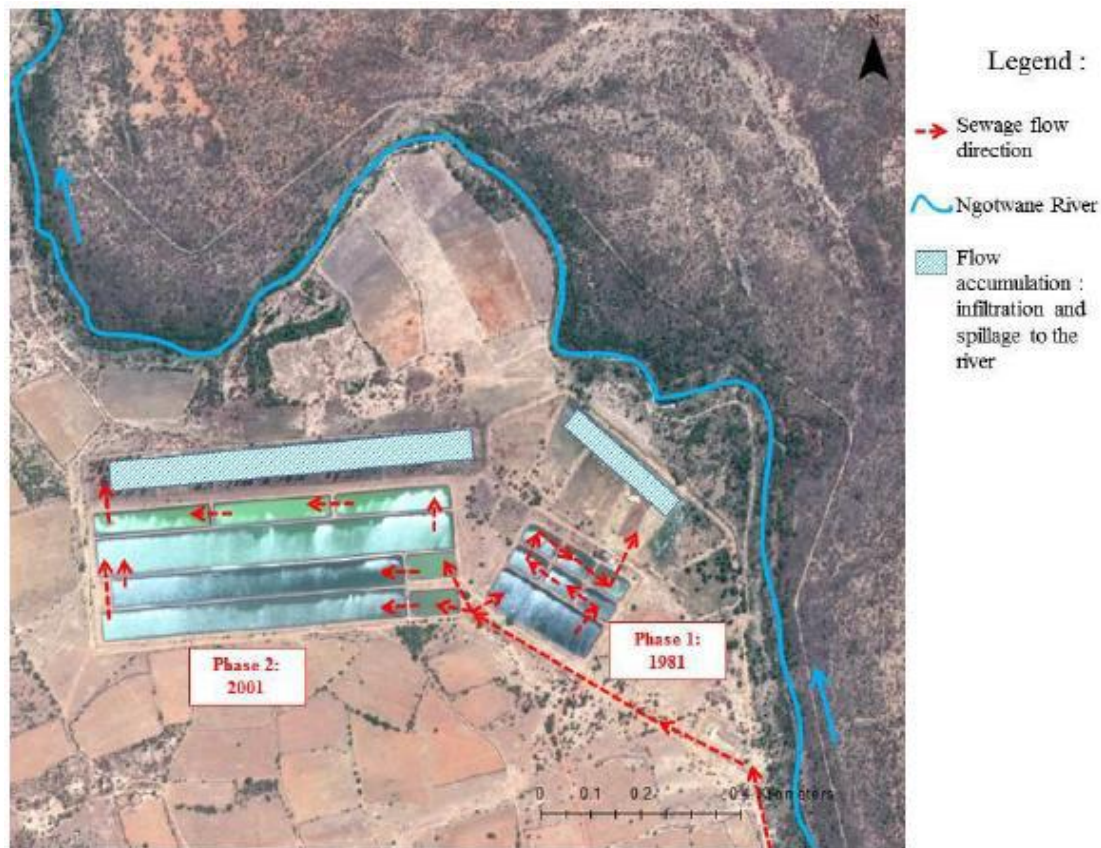 N
Legend :
Sewage flow
direction
Ngotwane River
Flow
accumulation :
infiltration and
spillage to the
river
Phase 1:
1981
Phase 2:
2001
0 0.1 0.2